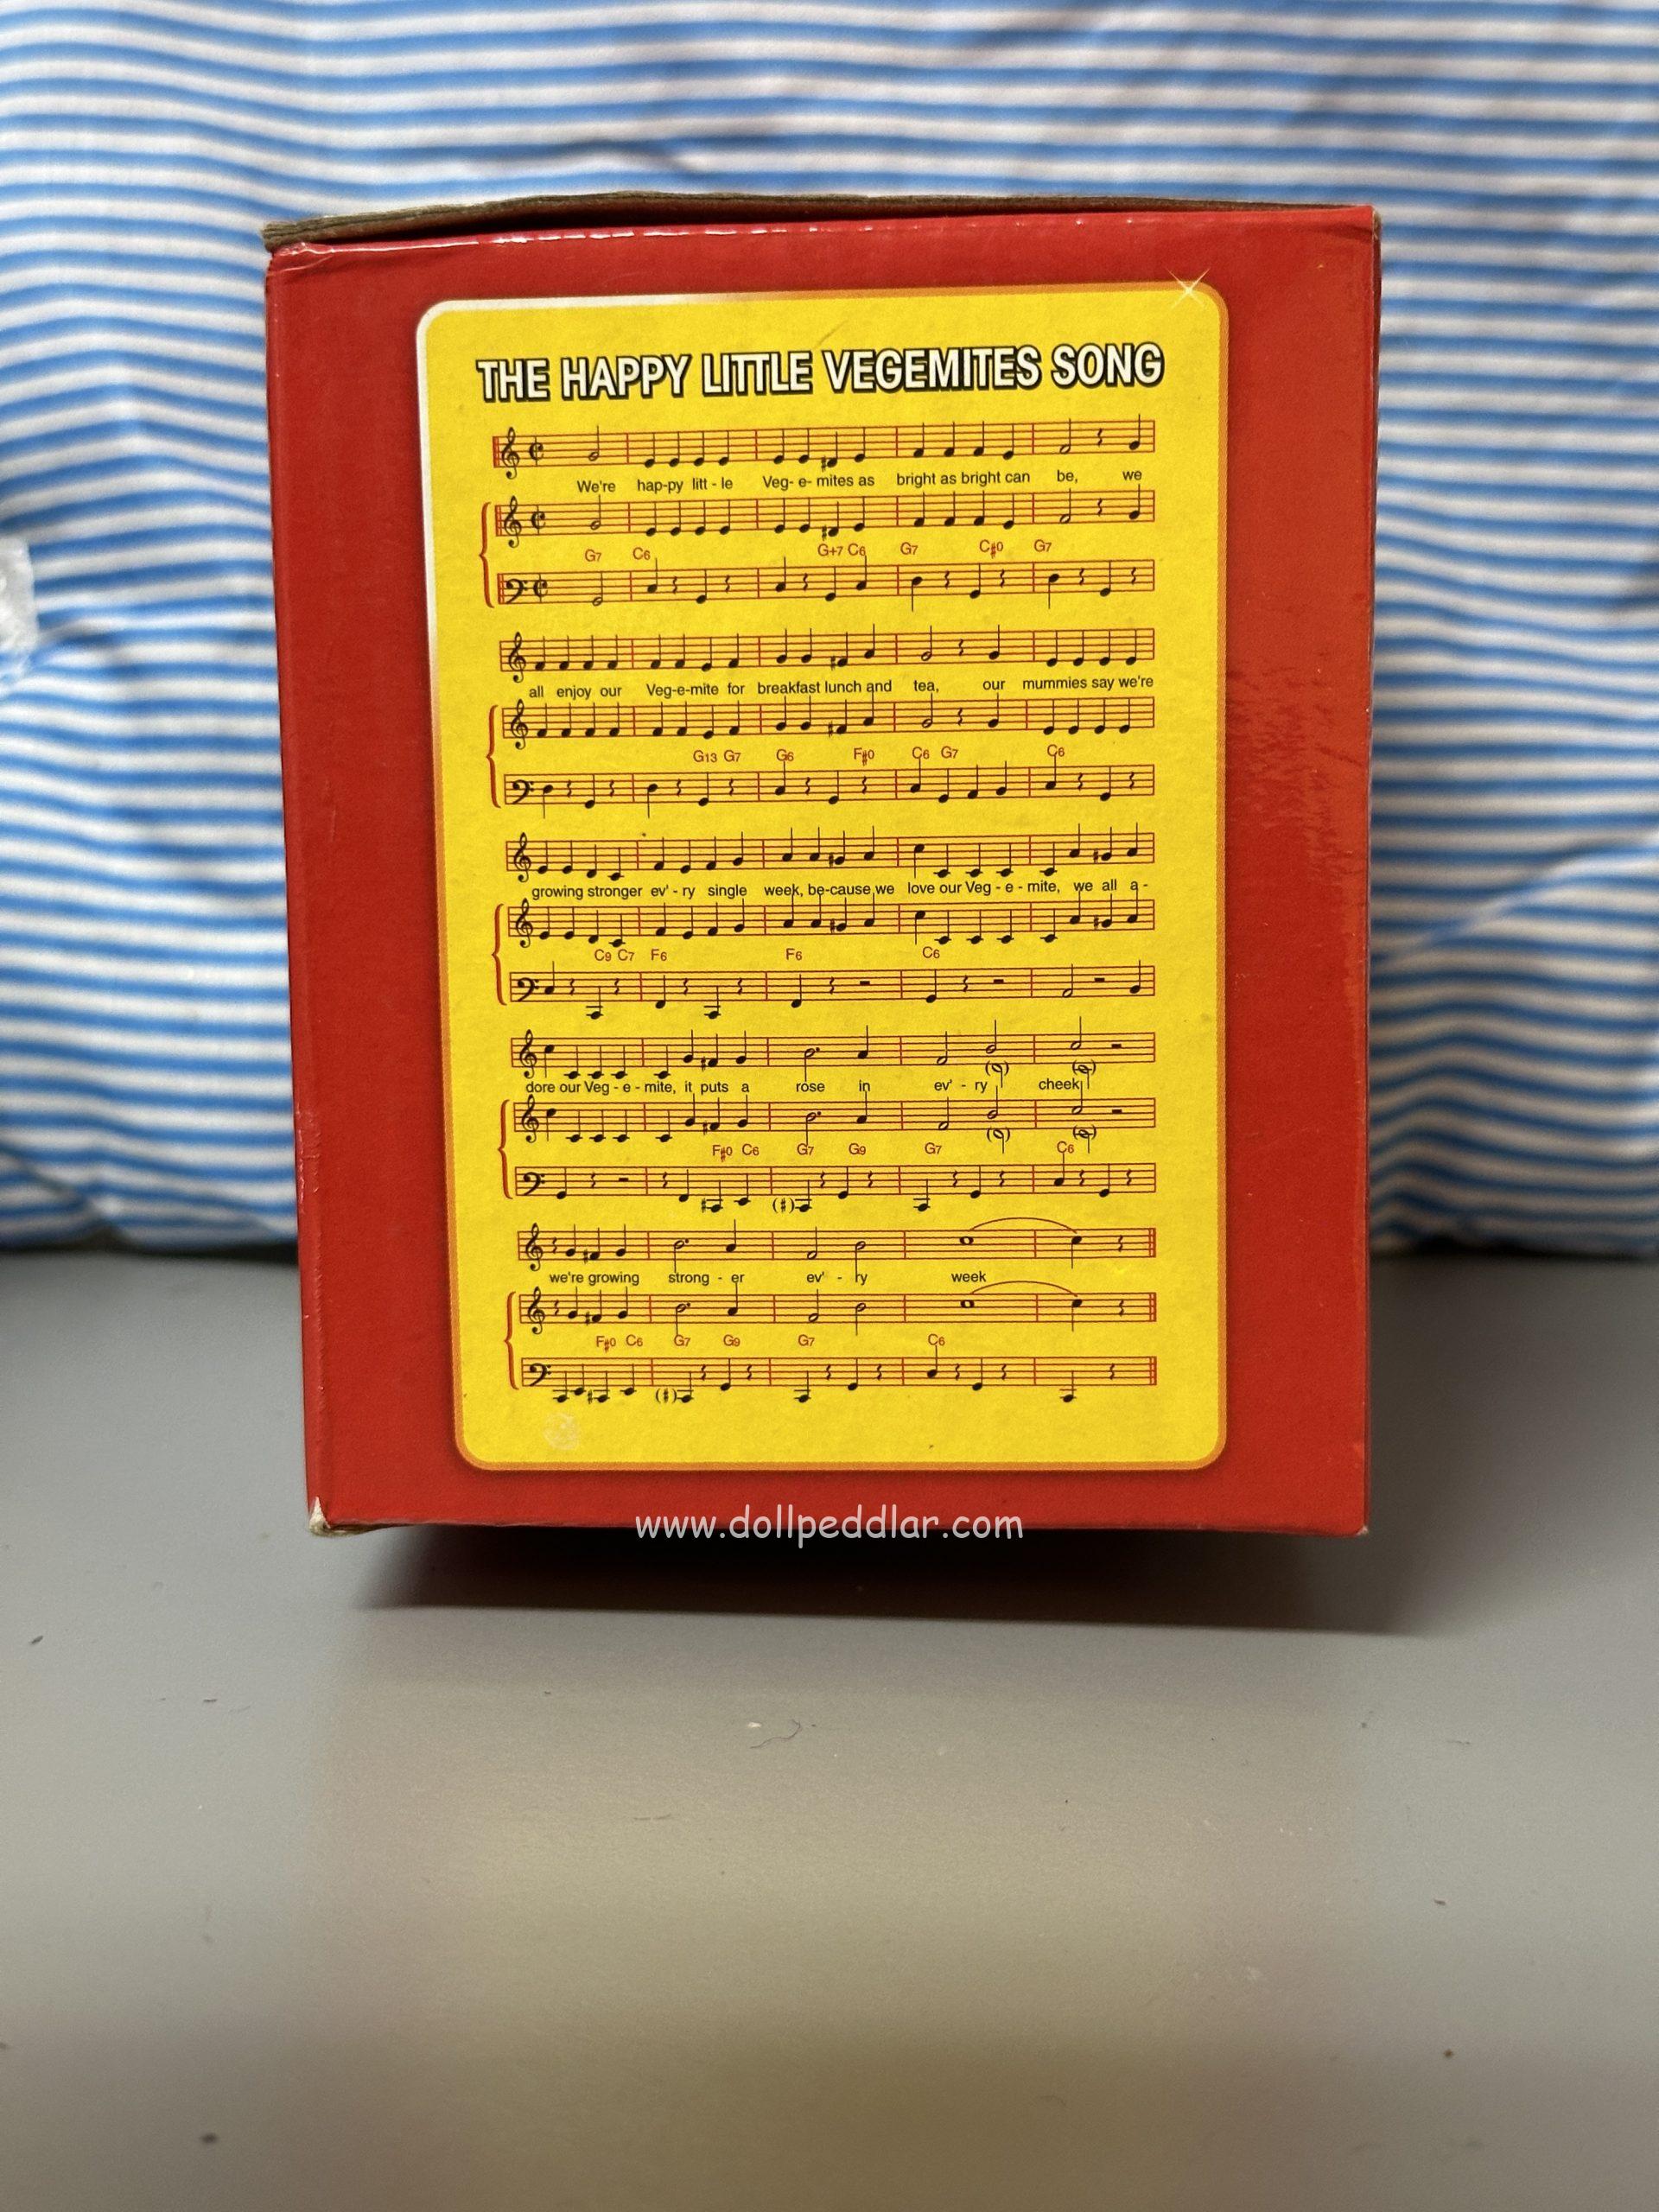 THE HAPPY LITTLE VEGEMITES SONG
We're hap-py litt - le Veg- e- mites as bright as bright can be, we
G7 C6 G+7 C6 G7 C#0 G7
all enjoy our Veg-e-mite for breakfast lunch and tea, our mummies say we're
G13 G7 G6 F#0 C6 G7 C6
growing stronger ev' - ry single week, be-cause we love our Veg - e - mite, we all a -
C9 C7 F6 F6 C6
dore our Veg - e - mite, it puts a rose in ev' - ry cheek
F#0 C6 G7 G9 G7 C6
we're growing strong - er ev' - ry week
F#0 C6 G7 G9 G7 C6
www.dollpeddlar.com